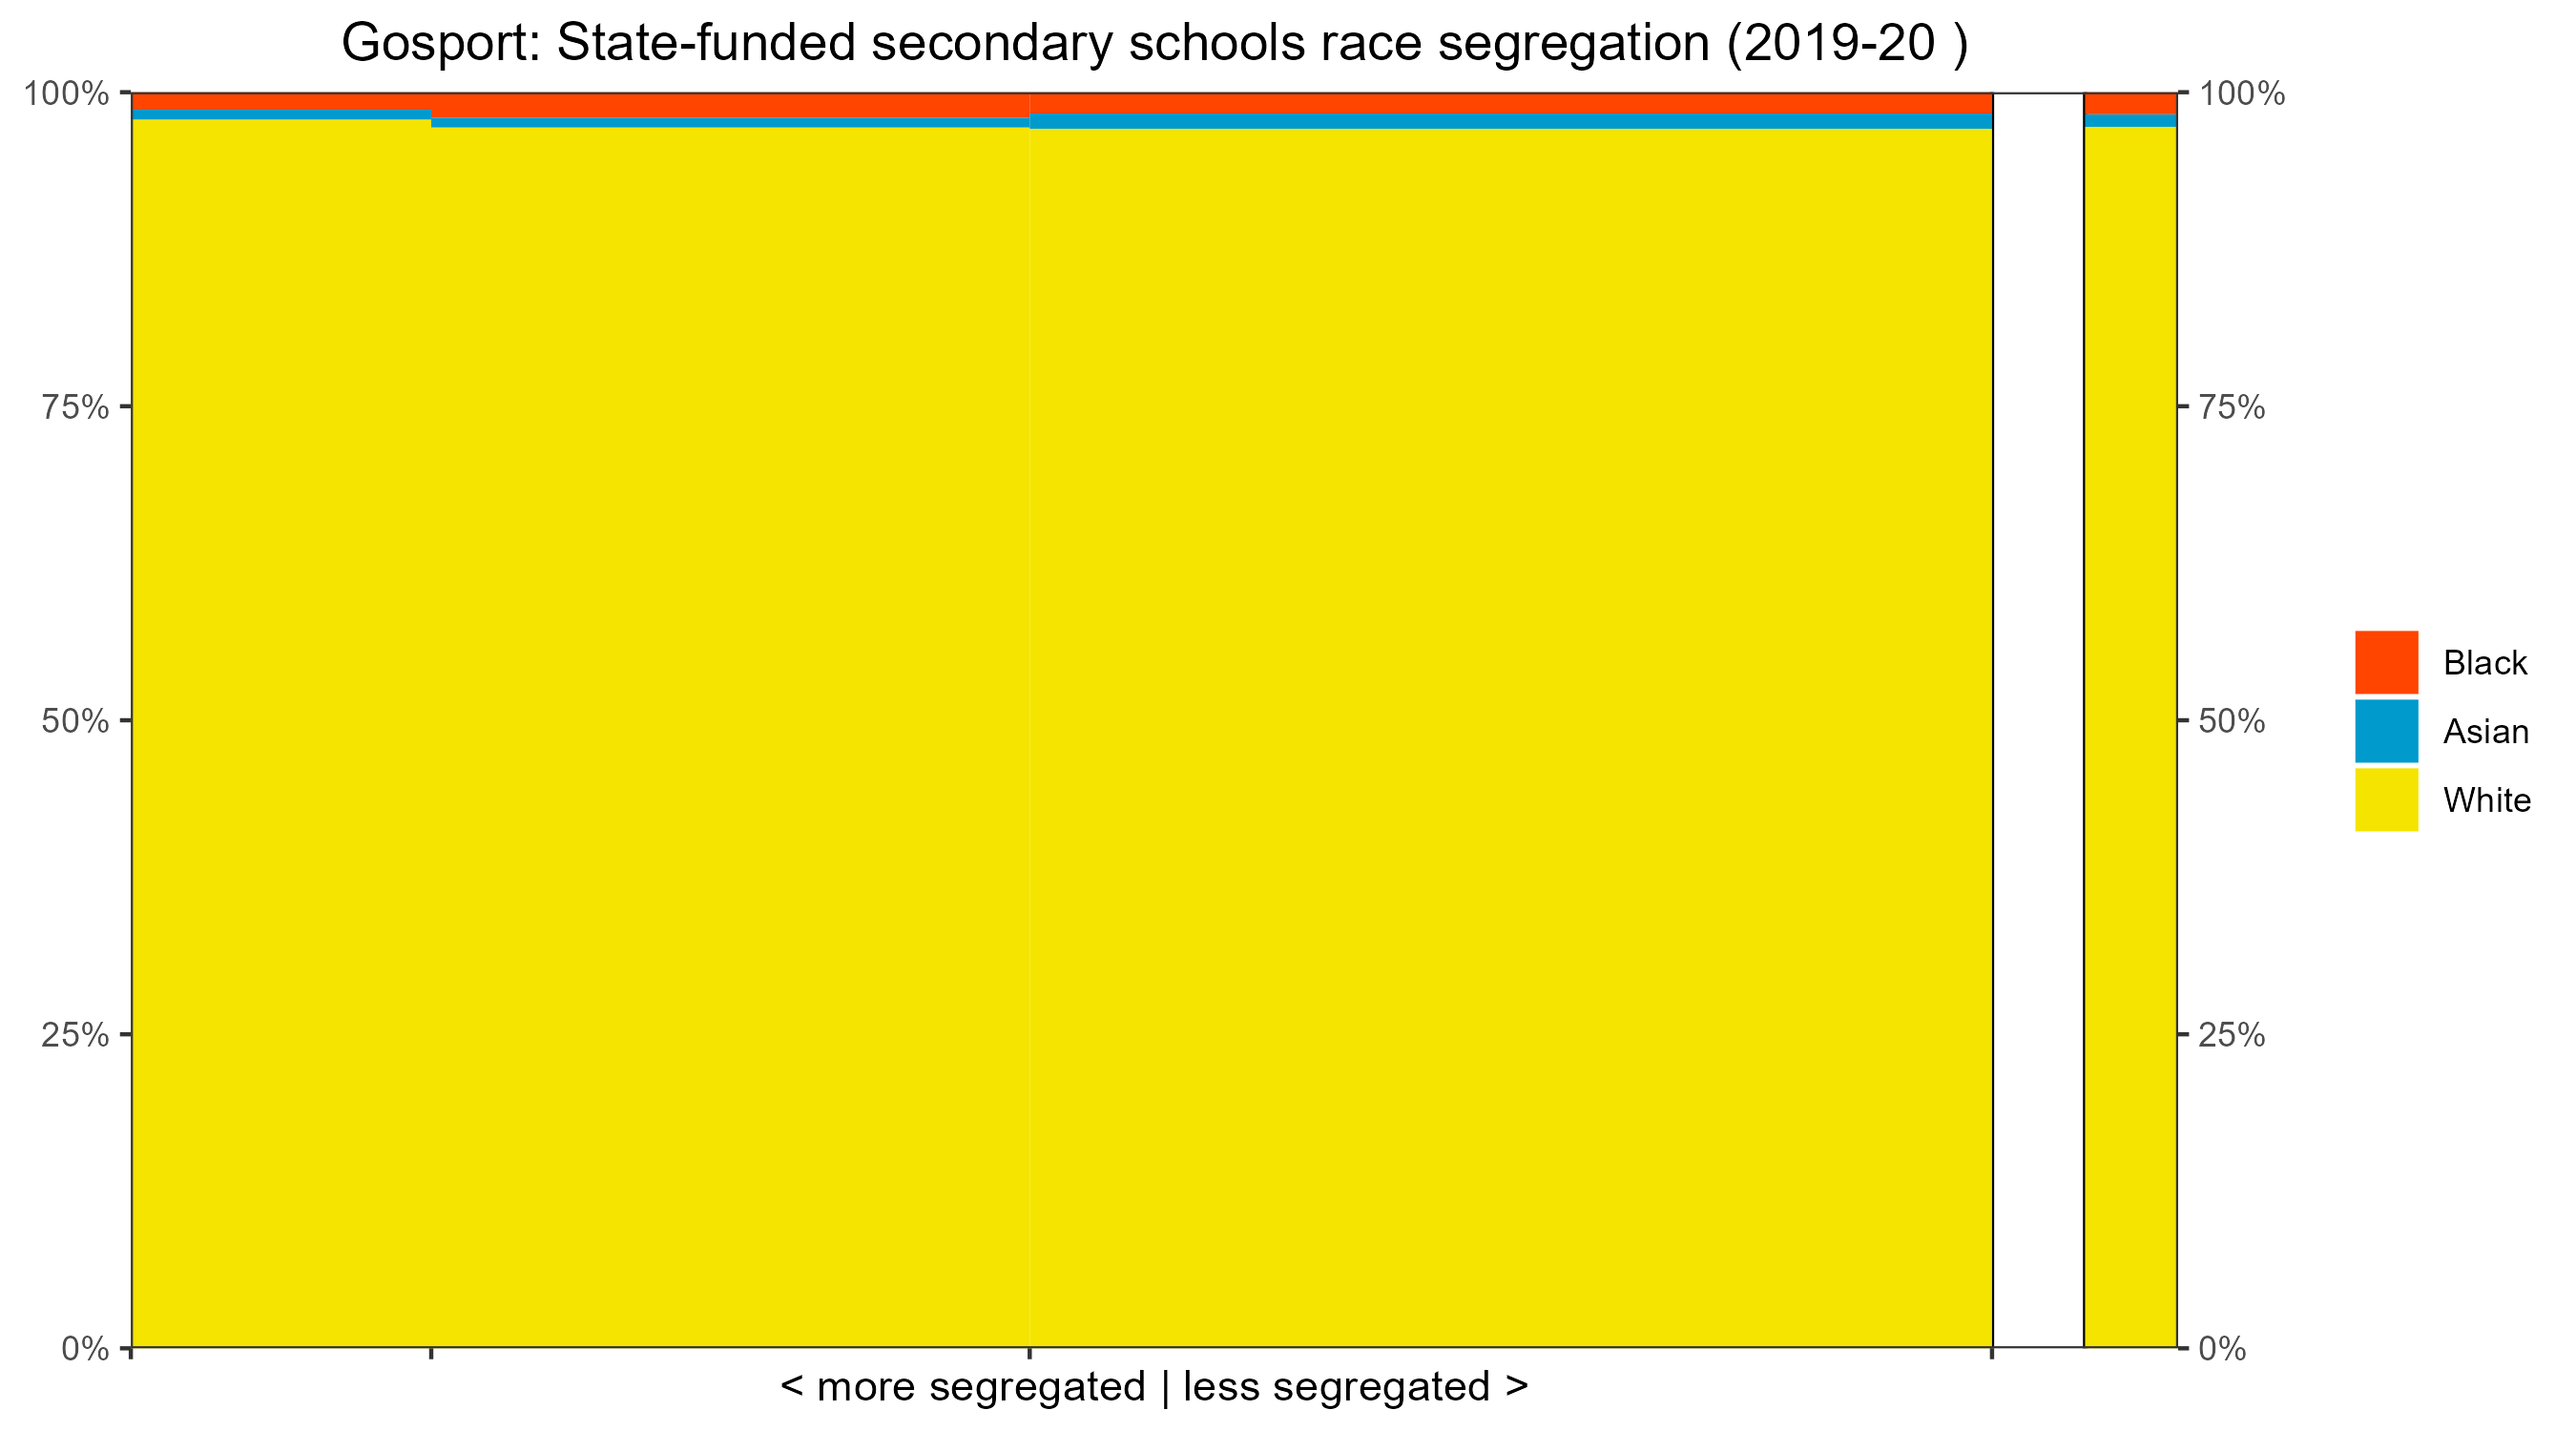 Gosport: State-funded secondary schools race segregation (2019-20 )
100%
75%
50%
25%
0%
100%
75%
50%
25%
0%
Black
Asian
White
< more segregated | less segregated >